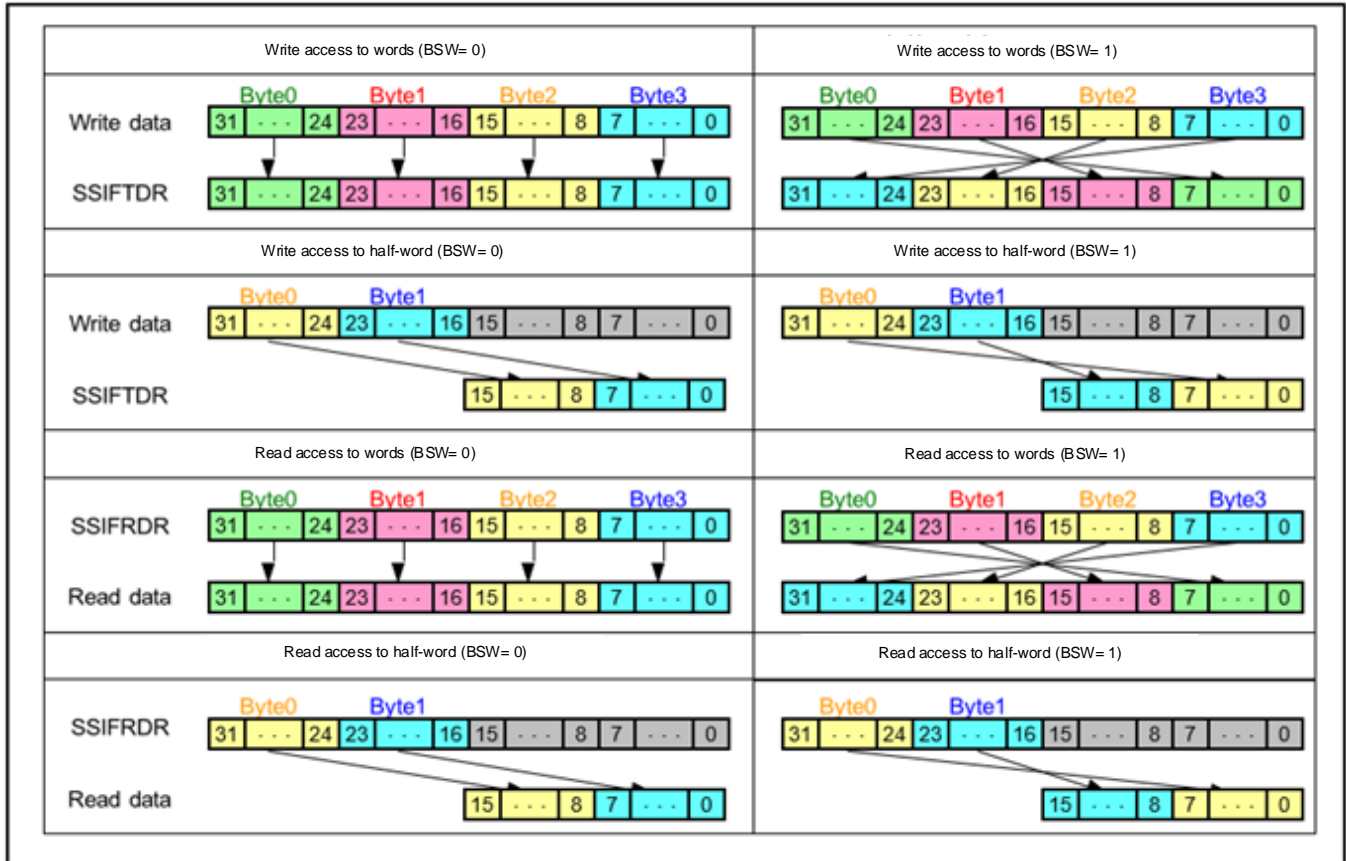 Write access to words (BSW= 0)
Write access to words (BSW= 1)
Byte0 Byte1 Byte2 Byte3
Byte0 Byte1 Byte2 Byte3
Write data 31 ... 24 23 ... 16 15 ... 8 7 ... 0
31 ... 24 23 ... 16 15 ... 8 7 ... 0
SSIFTDR 31 ... 24 23 ... 16 15 ... 8 7 ... 0
31 ... 24 23 ... 16 15 ... 8 7 ... 0
Write access to half-word (BSW= 0)
Write access to half-word (BSW= 1)
Byte0 Byte1
Byte0 Byte1
Write data 31 ... 24 23 ... 16 15 ... 8 7 ... 0
31 ... 24 23 ... 16 15 ... 8 7 ... 0
SSIFTDR 15 ... 8 7 ... 0
15 ... 8 7 ... 0
Read access to words (BSW= 0)
Read access to words (BSW= 1)
Byte0 Byte1 Byte2 Byte3
Byte0 Byte1 Byte2 Byte3
SSIFRDR 31 ... 24 23 ... 16 15 ... 8 7 ... 0
31 ... 24 23 ... 16 15 ... 8 7 ... 0
Read data 31 ... 24 23 ... 16 15 ... 8 7 ... 0
31 ... 24 23 ... 16 15 ... 8 7 ... 0
Read access to half-word (BSW= 0)
Read access to half-word (BSW= 1)
Byte0 Byte1
Byte0 Byte1
SSIFRDR 31 ... 24 23 ... 16 15 ... 8 7 ... 0
31 ... 24 23 ... 16 15 ... 8 7 ... 0
Read data 15 ... 8 7 ... 0
15 ... 8 7 ... 0